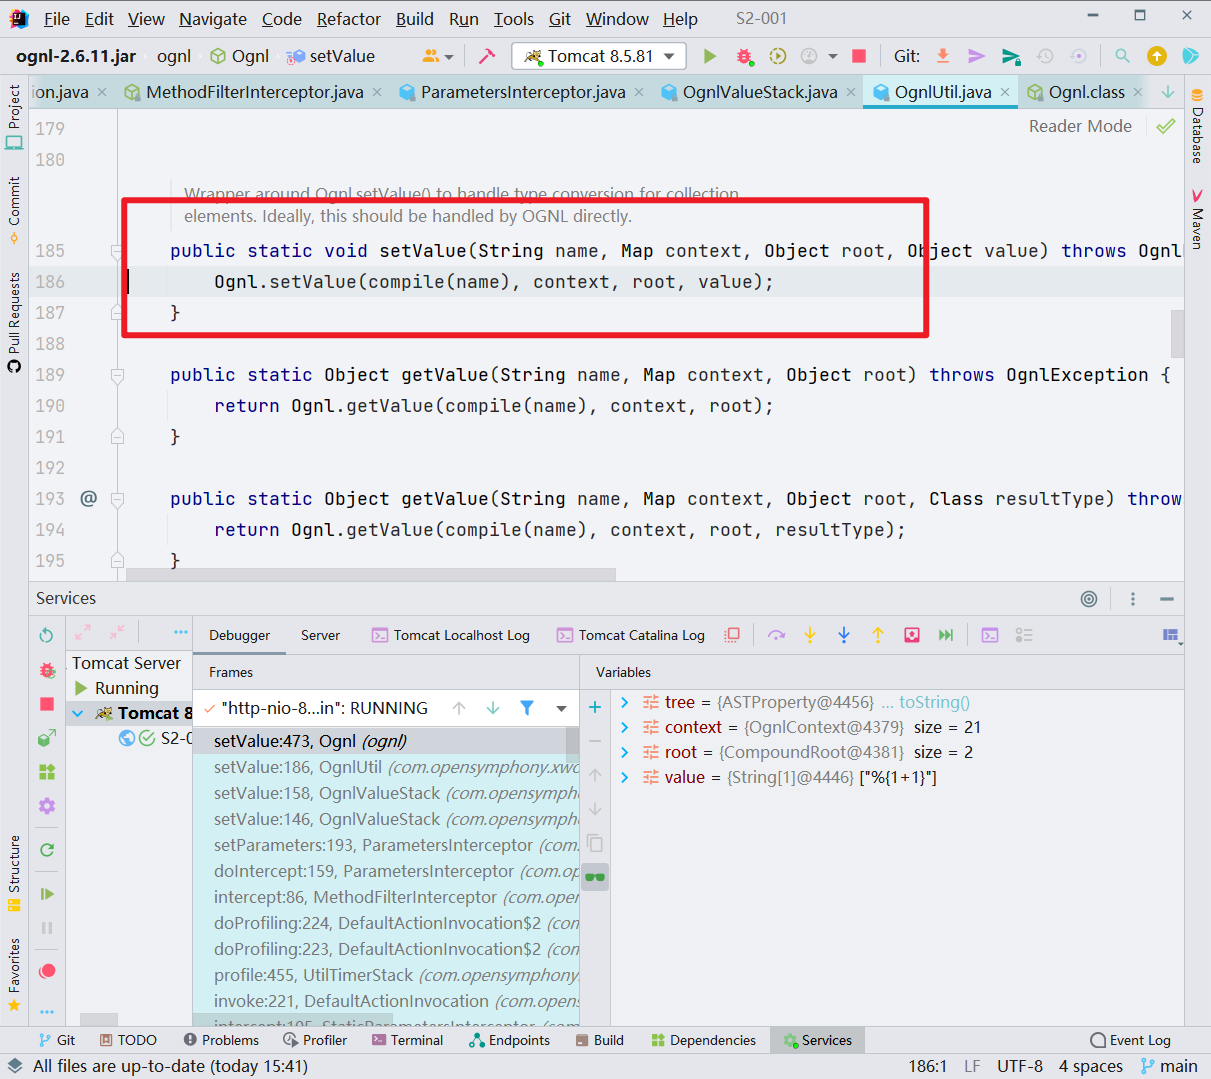 File Edit View Navigate Code Refactor Build Run Tools Git Window Help S2-001
ognl-2.6.11.jar ognl Ognl setValue Tomcat 8.5.81 Git:
ion.java MethodFilterInterceptor.java ParametersInterceptor.java OgnlValueStack.java OgnlUtil.java Ognl.class
Reader Mode
179
180
Wrapper around Ognl.setValue() to handle type conversion for collection
elements. Ideally, this should be handled by OGNL directly.
185 public static void setValue(String name, Map context, Object root, Object value) throws Ognl
186 Ognl.setValue(compile(name), context, root, value);
187 }
188
189 public static Object getValue(String name, Map context, Object root) throws OgnlException {
190 return Ognl.getValue(compile(name), context, root);
191 }
192
193 @ public static Object getValue(String name, Map context, Object root, Class resultType) throw
194 return Ognl.getValue(compile(name), context, root, resultType);
195 }
Project
Commit
Pull Requests
Structure
Favorites
Database
Maven
Services
Debugger Server Tomcat Localhost Log Tomcat Catalina Log
Tomcat Server
Running
Tomcat 8
S2-0
Frames
"http-nio-8...in": RUNNING
setValue:473, Ognl (ognl)
setValue:186, OgnlUtil (com.opensymphony.xwo
setValue:158, OgnlValueStack (com.opensymph
setValue:146, OgnlValueStack (com.opensymph
setParameters:193, ParametersInterceptor (com.
doIntercept:159, ParametersInterceptor (com.op
intercept:86, MethodFilterInterceptor (com.open
doProfiling:224, DefaultActionInvocation$2 (con
doProfiling:223, DefaultActionInvocation$2 (con
profile:455, UtilTimerStack (com.opensymphony.
invoke:221, DefaultActionInvocation (com.opens
intercept:105, StaticParametersInterceptor (com
Variables
tree = {ASTProperty@4456} ... toString()
context = {OgnlContext@4379} size = 21
root = {CompoundRoot@4381} size = 2
value = {String[1]@4446} ["%{1+1}"]
Git TODO Problems Profiler Terminal Endpoints Build Dependencies Services Event Log
All files are up-to-date (today 15:41) 186:1 LF UTF-8 4 spaces main